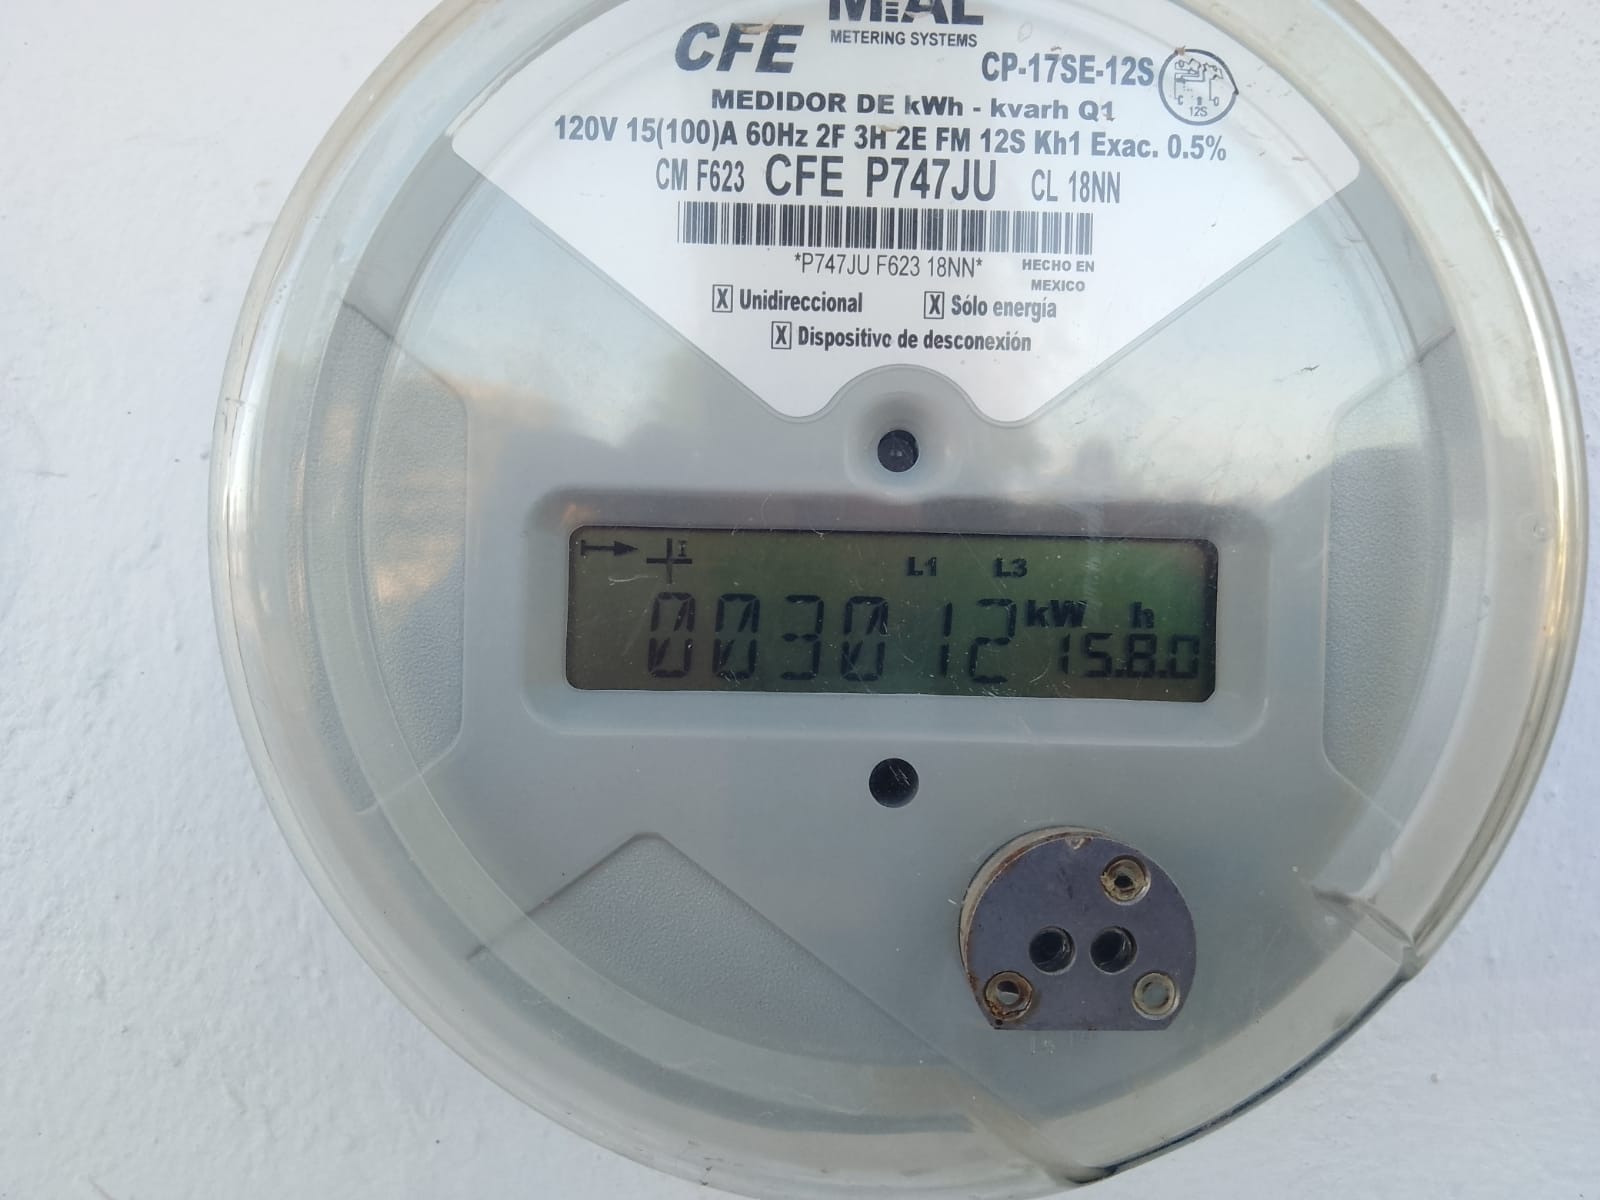 MEAL
METERING SYSTEMS
CFE
CP-17SE-12S
12S
MEDIDOR DE kWh - kvarh Q1
120V 15(100)A 60Hz 2F 3H 2E FM 12S Kh1 Exac. 0.5%
CM F623 CFE P747JU CL 18NN
*P747JU F623 18NN*
HECHO EN
MEXICO
X Unidireccional X Sólo energía
X Dispositivo de desconexión
L1 L3
003012 kW h 15.8.0